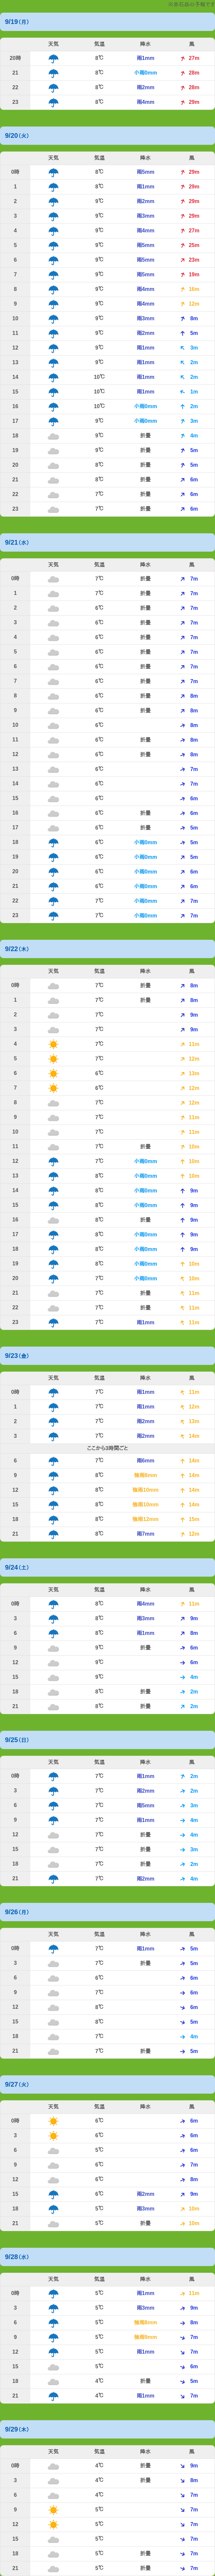 の予報です
9/19（月）
天気 気温 降水 風
20時 8℃ 雨1mm 27m
21 8℃ 小雨0mm 28m
22 8℃ 雨2mm 28m
23 8℃ 雨4mm 29m
9/20（火）
天気 気温 降水 風
0時 8℃ 雨5mm 29m
1 9℃ 雨1mm 29m
2 9℃ 雨2mm 29m
3 9℃ 雨3mm 29m
4 9℃ 雨4mm 27m
5 9℃ 雨5mm 25m
6 9℃ 雨5mm 23m
7 9℃ 雨5mm 19m
8 9℃ 雨4mm 16m
9 9℃ 雨4mm 12m
10 9℃ 雨3mm 8m
11 9℃ 雨2mm 5m
12 9℃ 雨1mm 3m
13 9℃ 雨1mm 2m
14 10℃ 雨1mm 2m
15 10℃ 雨1mm 1m
16 10℃ 小雨0mm 2m
17 9℃ 小雨0mm 3m
18 9℃ 折曇 4m
19 9℃ 折曇 5m
20 8℃ 折曇 5m
21 8℃ 折曇 6m
22 7℃ 折曇 6m
23 7℃ 折曇 6m
9/21（水）
天気 気温 降水 風
0時 7℃ 折曇 7m
1 7℃ 折曇 7m
2 6℃ 折曇 7m
3 6℃ 折曇 7m
4 6℃ 折曇 7m
5 6℃ 折曇 7m
6 6℃ 折曇 7m
7 6℃ 折曇 7m
8 6℃ 折曇 8m
9 6℃ 折曇 8m
10 6℃ 8m
11 6℃ 折曇 8m
12 6℃ 折曇 8m
13 6℃ 7m
14 6℃ 7m
15 6℃ 6m
16 6℃ 折曇 6m
17 6℃ 折曇 5m
18 6℃ 小雨0mm 5m
19 6℃ 小雨0mm 5m
20 6℃ 小雨0mm 6m
21 6℃ 小雨0mm 6m
22 7℃ 小雨0mm 7m
23 7℃ 小雨0mm 7m
9/22（木）
天気 気温 降水 風
0時 7℃ 折曇 8m
1 7℃ 折曇 8m
2 7℃ 9m
3 7℃ 9m
4 7℃ 11m
5 7℃ 12m
6 6℃ 13m
7 6℃ 12m
8 7℃ 12m
9 7℃ 11m
10 7℃ 11m
11 7℃ 折曇 10m
12 7℃ 小雨0mm 10m
13 8℃ 小雨0mm 10m
14 8℃ 小雨0mm 9m
15 8℃ 小雨0mm 9m
16 8℃ 折曇 9m
17 8℃ 小雨0mm 9m
18 8℃ 小雨0mm 9m
19 8℃ 小雨0mm 10m
20 7℃ 小雨0mm 10m
21 7℃ 折曇 11m
22 7℃ 折曇 11m
23 7℃ 雨1mm 11m
9/23（金）
天気 気温 降水 風
0時 7℃ 雨1mm 11m
1 7℃ 雨1mm 12m
2 7℃ 雨2mm 13m
3 7℃ 雨2mm 14m
ここから3時間ごと
6 7℃ 雨6mm 14m
9 8℃ 強雨8mm 14m
12 8℃ 強雨10mm 14m
15 8℃ 強雨10mm 14m
18 8℃ 強雨12mm 15m
21 8℃ 雨7mm 12m
9/24（土）
天気 気温 降水 風
0時 8℃ 雨4mm 11m
3 8℃ 雨3mm 9m
6 8℃ 雨1mm 8m
9 9℃ 折曇 6m
12 9℃ 6m
15 9℃ 4m
18 8℃ 折曇 2m
21 8℃ 折曇 2m
9/25（日）
天気 気温 降水 風
0時 7℃ 雨1mm 2m
3 7℃ 雨2mm 2m
6 7℃ 雨5mm 3m
9 7℃ 雨1mm 4m
12 7℃ 折曇 4m
15 7℃ 折曇 3m
18 7℃ 折曇 2m
21 7℃ 雨2mm 4m
9/26（月）
天気 気温 降水 風
0時 7℃ 雨1mm 5m
3 7℃ 折曇 5m
6 6℃ 6m
9 7℃ 6m
12 8℃ 6m
15 8℃ 5m
18 7℃ 4m
21 7℃ 折曇 5m
9/27（火）
天気 気温 降水 風
0時 6℃ 6m
3 6℃ 6m
6 5℃ 6m
9 6℃ 7m
12 6℃ 8m
15 6℃ 雨2mm 9m
18 6℃ 雨3mm 10m
21 5℃ 折曇 10m
9/28（水）
天気 気温 降水 風
0時 5℃ 雨1mm 11m
3 5℃ 雨3mm 9m
6 5℃ 強雨8mm 8m
9 5℃ 強雨9mm 7m
12 5℃ 雨1mm 7m
15 5℃ 6m
18 4℃ 折曇 5m
21 4℃ 雨1mm 7m
9/29（木）
天気 気温 降水 風
0時 4℃ 折曇 9m
3 4℃ 折曇 8m
6 4℃ 7m
9 5℃ 7m
12 5℃ 7m
15 5℃ 7m
18 5℃ 折曇 7m
21 5℃ 折曇 7m